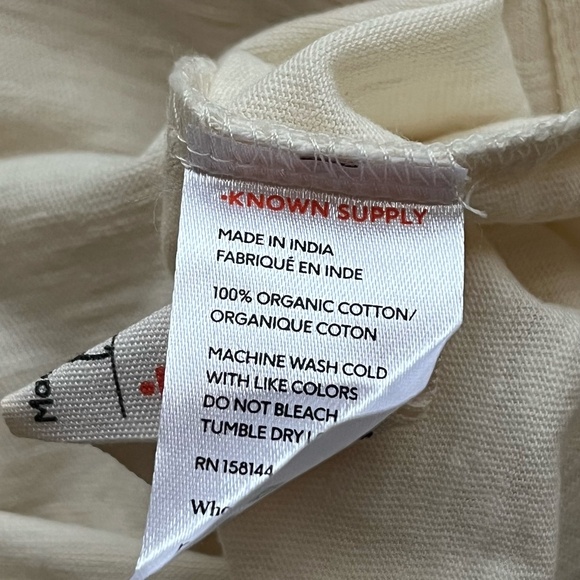 ·KNOWN SUPPLY
MADE IN INDIA
FABRIQUÉ EN INDE
100% ORGANIC COTTON/
ORGANIQUE COTON
MACHINE WASH COLD
WITH LIKE COLORS
DO NOT BLEACH
TUMBLE DRY
RN 158144